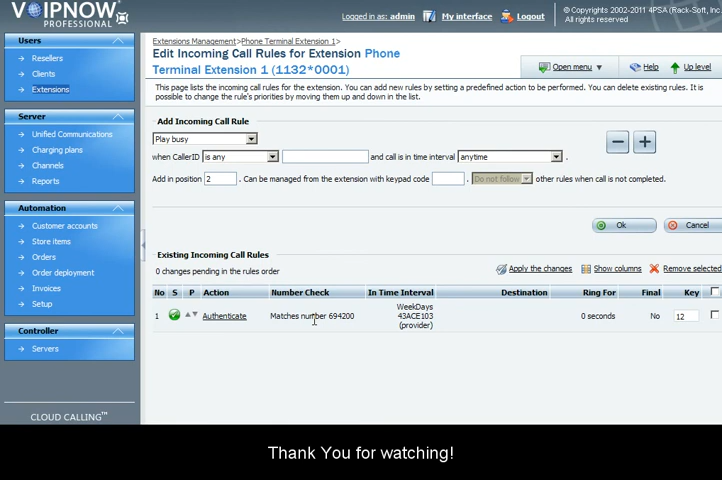 VOIPNOW
PROFESSIONAL
Logged in as: admin
My interface
Logout
© Copyrights 2002-2011 4PSA (Rack-Soft, Inc
All rights reserved
Users
Resellers
Clients
Extensions
Server
Unified Communications
Charging plans
Channels
Reports
Automation
Customer accounts
Store items
Orders
Order deployment
Invoices
Setup
Controller
Servers
CLOUD CALLING™
Extensions Management>Phone Terminal Extension 1>
Edit Incoming Call Rules for Extension Phone
Terminal Extension 1 (1132*0001)
Open menu
Help
Up level
This page lists the incoming call rules for the extension. You can add new rules by setting a predefined action to be performed. You can delete existing rules. It is
possible to change the rule's priorities by moving them up and down in the list.
Add Incoming Call Rule
Play busy
when CallerID is any and call is in time interval anytime .
Add in position 2 . Can be managed from the extension with keypad code . Do not follow other rules when call is not completed.
Ok
Cancel
Existing Incoming Call Rules
0 changes pending in the rules order
Apply the changes
Show columns
Remove selected
No S P Action Number Check In Time Interval Destination Ring For Final Key
1 Authenticate Matches number 694200 WeekDays 43ACE103 (provider) 0 seconds No 12
Thank You for watching!